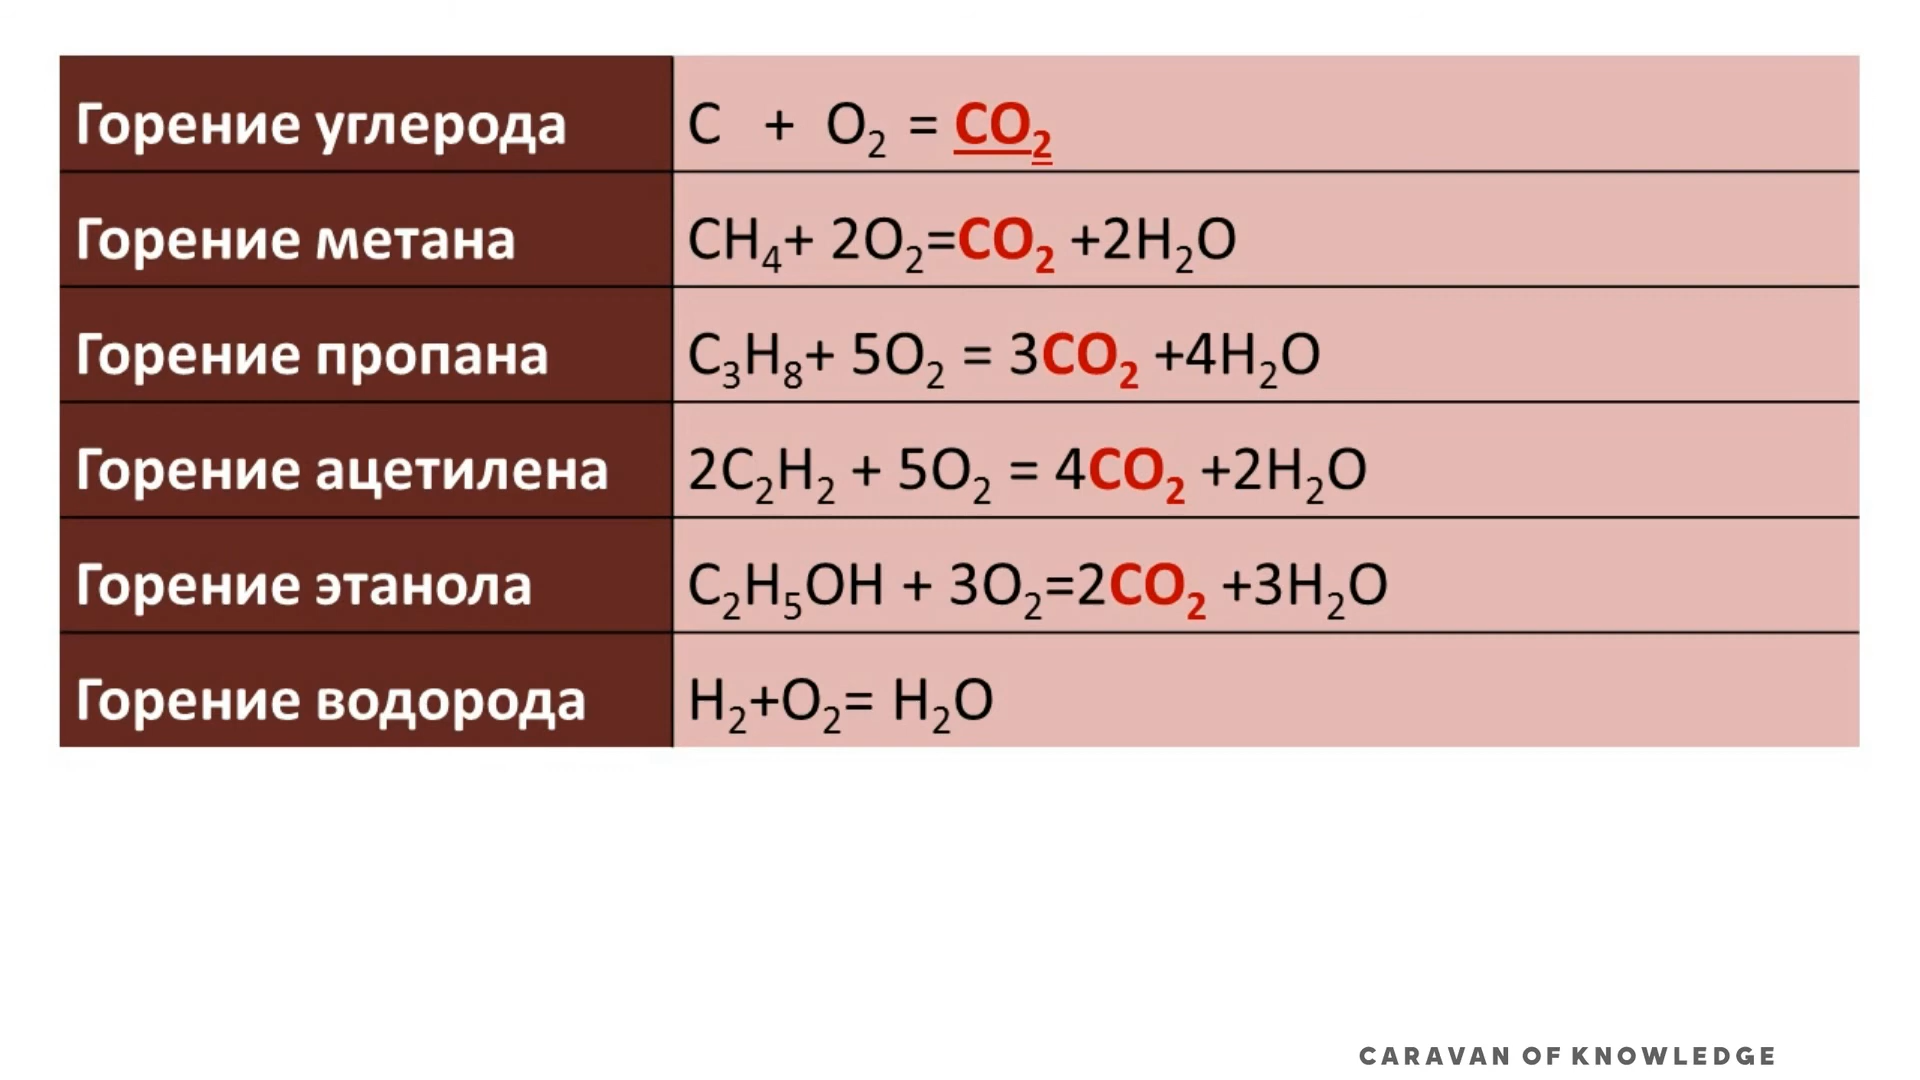 Горение углерода C + O₂ = CO₂
Горение метана CH₄+ 2O₂=CO₂ +2H₂O
Горение пропана C₃H₈+ 5O₂ = 3CO₂ +4H₂O
Горение ацетилена 2C₂H₂ + 5O₂ = 4CO₂ +2H₂O
Горение этанола C₂H₅OH + 3O₂=2CO₂ +3H₂O
Горение водорода H₂+O₂= H₂O
CARAVAN OF KNOWLEDGE